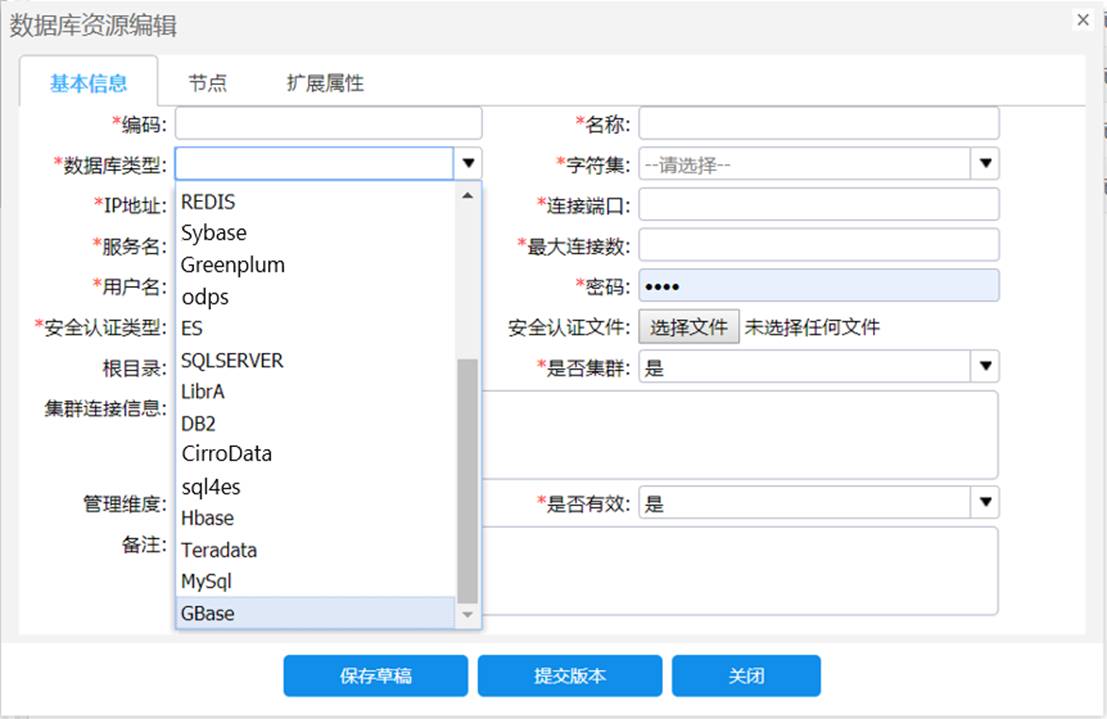 数据库资源编辑
基本信息 节点 扩展属性
*编码: *名称:
*数据库类型: *字符集: --请选择--
*IP地址: REDIS *连接端口:
Sybase
*服务名: *最大连接数:
Greenplum
*用户名: odps *密码: ••••
*安全认证类型: ES 安全认证文件: 选择文件 未选择任何文件
根目录: SQLSERVER *是否集群: 是
LibrA
集群连接信息:
DB2
CirroData
sql4es
管理维度: *是否有效: 是
Hbase
备注: Teradata
MySql
GBase
保存草稿 提交版本 关闭